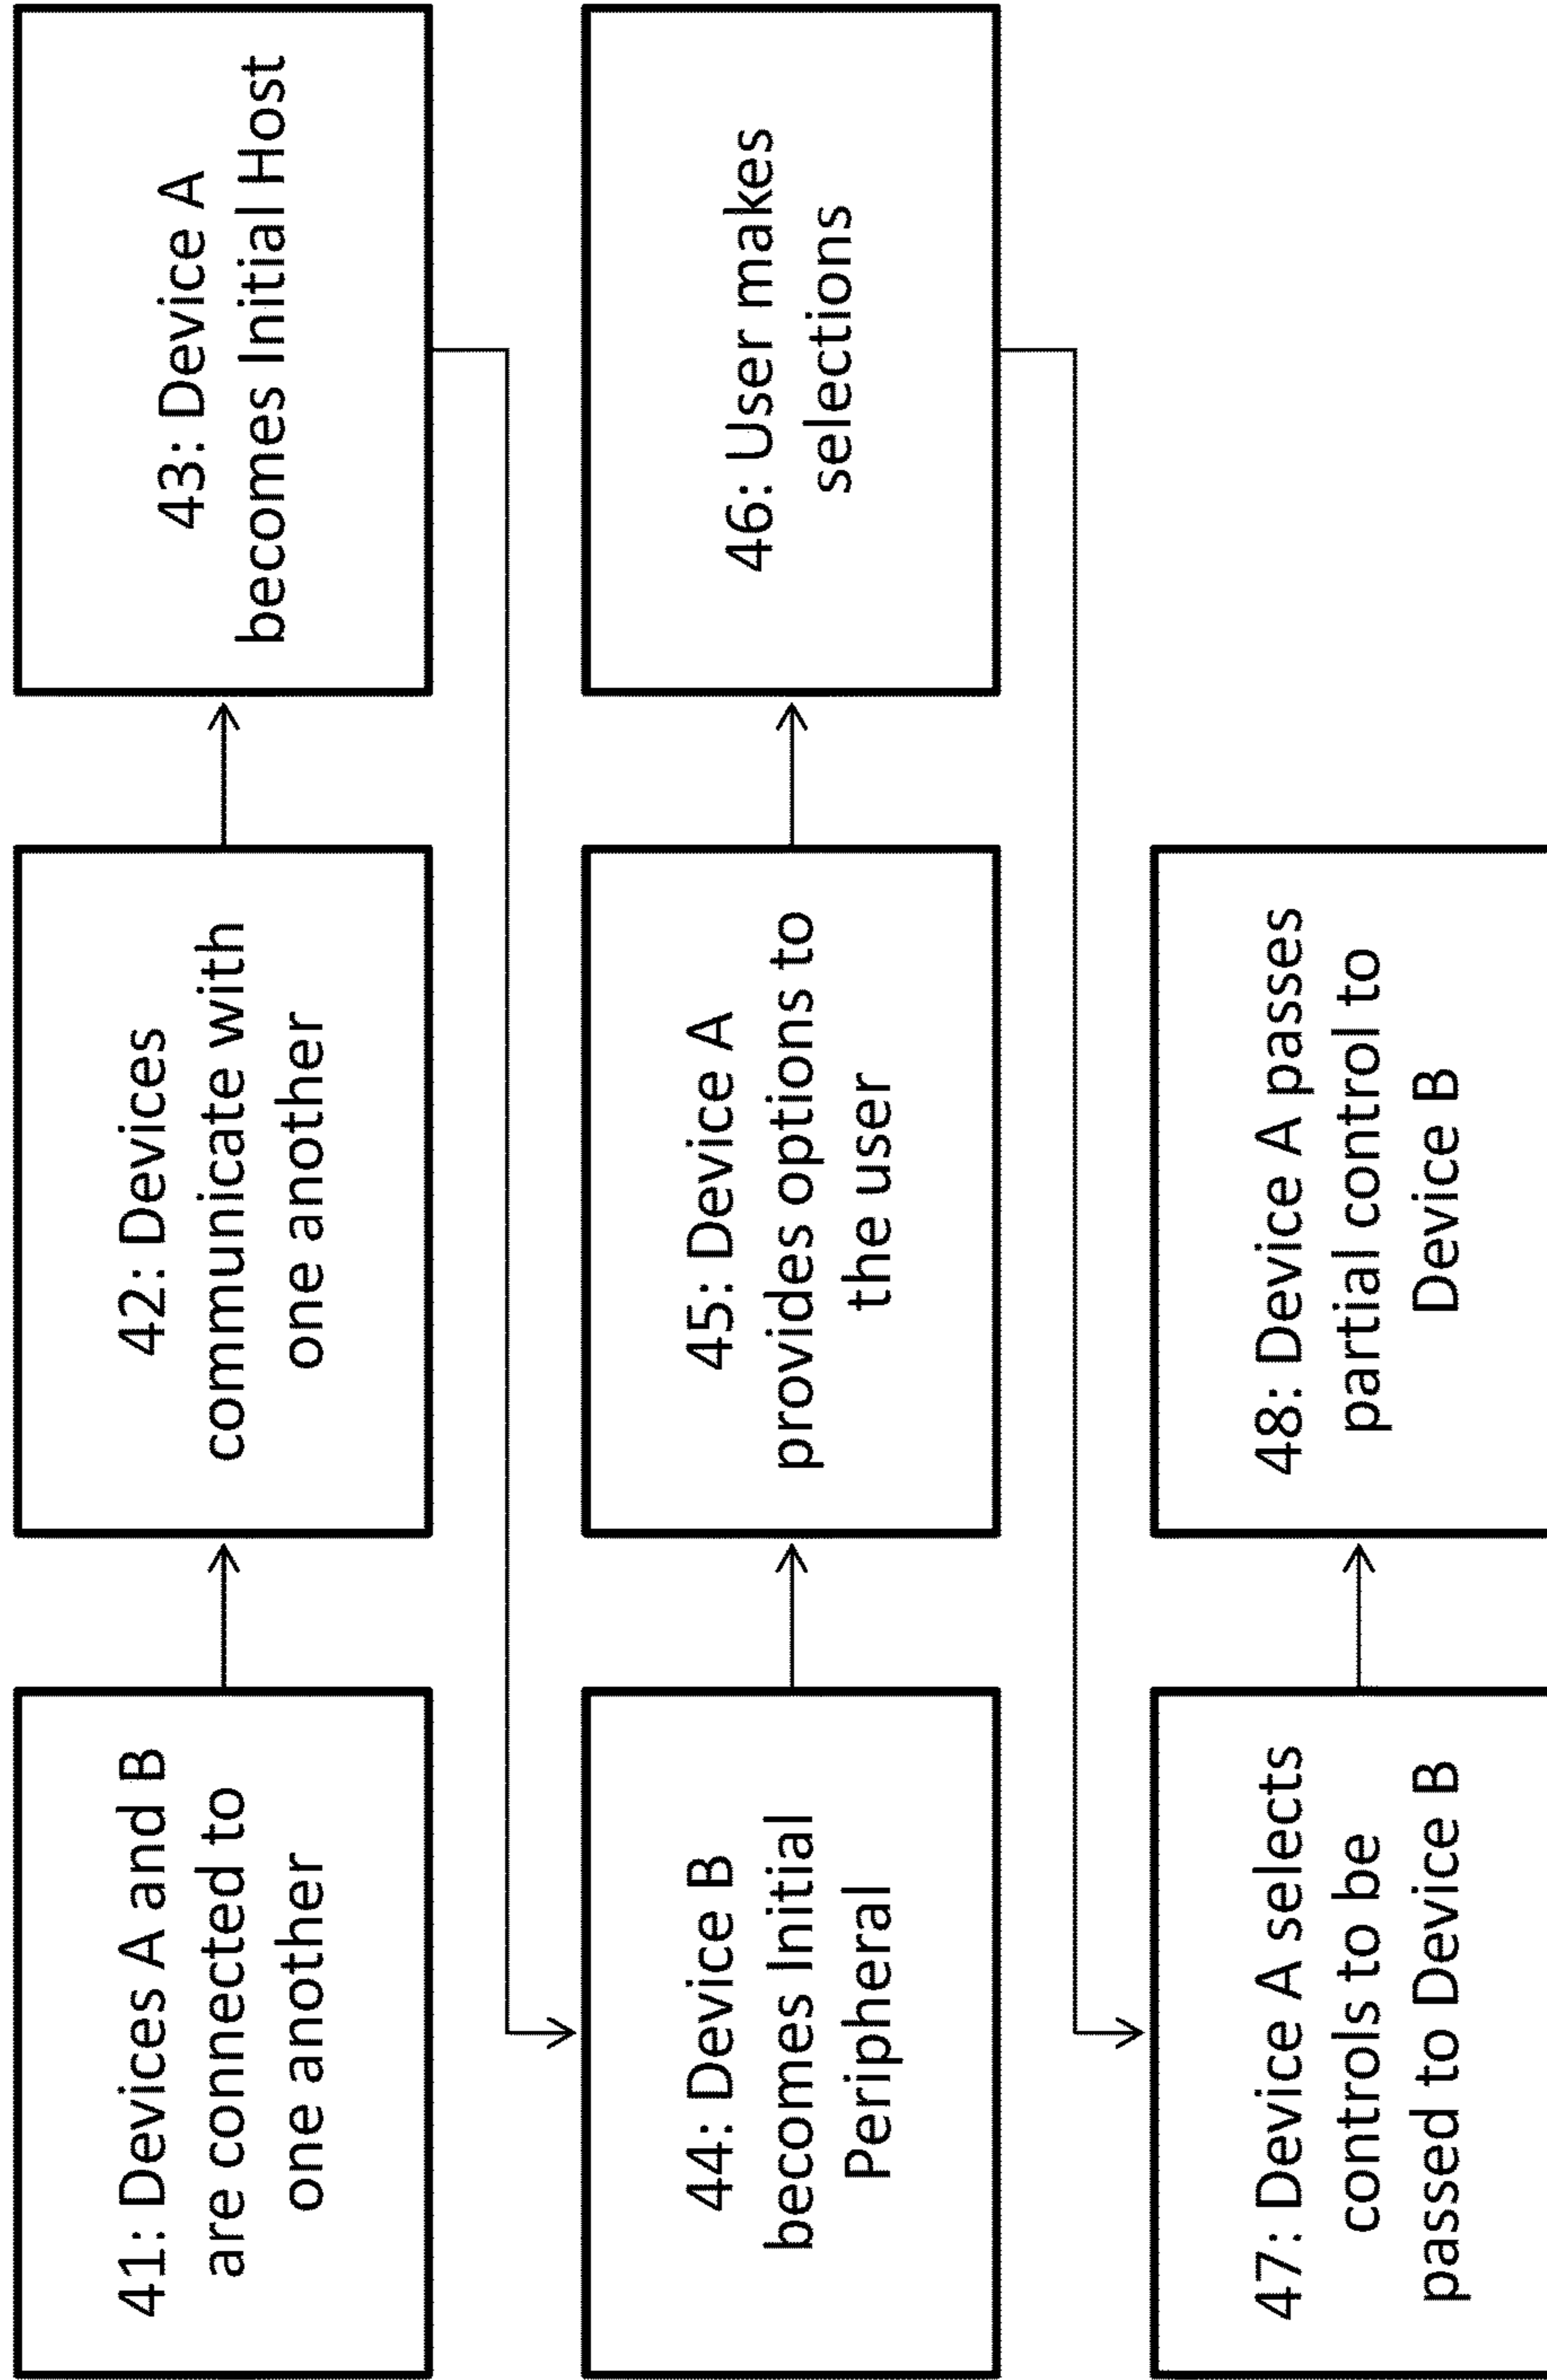 41: Devices A and B
are connected to
one another
42: Devices
communicate with
one another
43: Device A
becomes Initial Host
44: Device B
becomes Initial
Peripheral
45: Device A
provides options to
the user
46: User makes
selections
47: Device A selects
controls to be
passed to Device B
48: Device A passes
partial control to
Device B